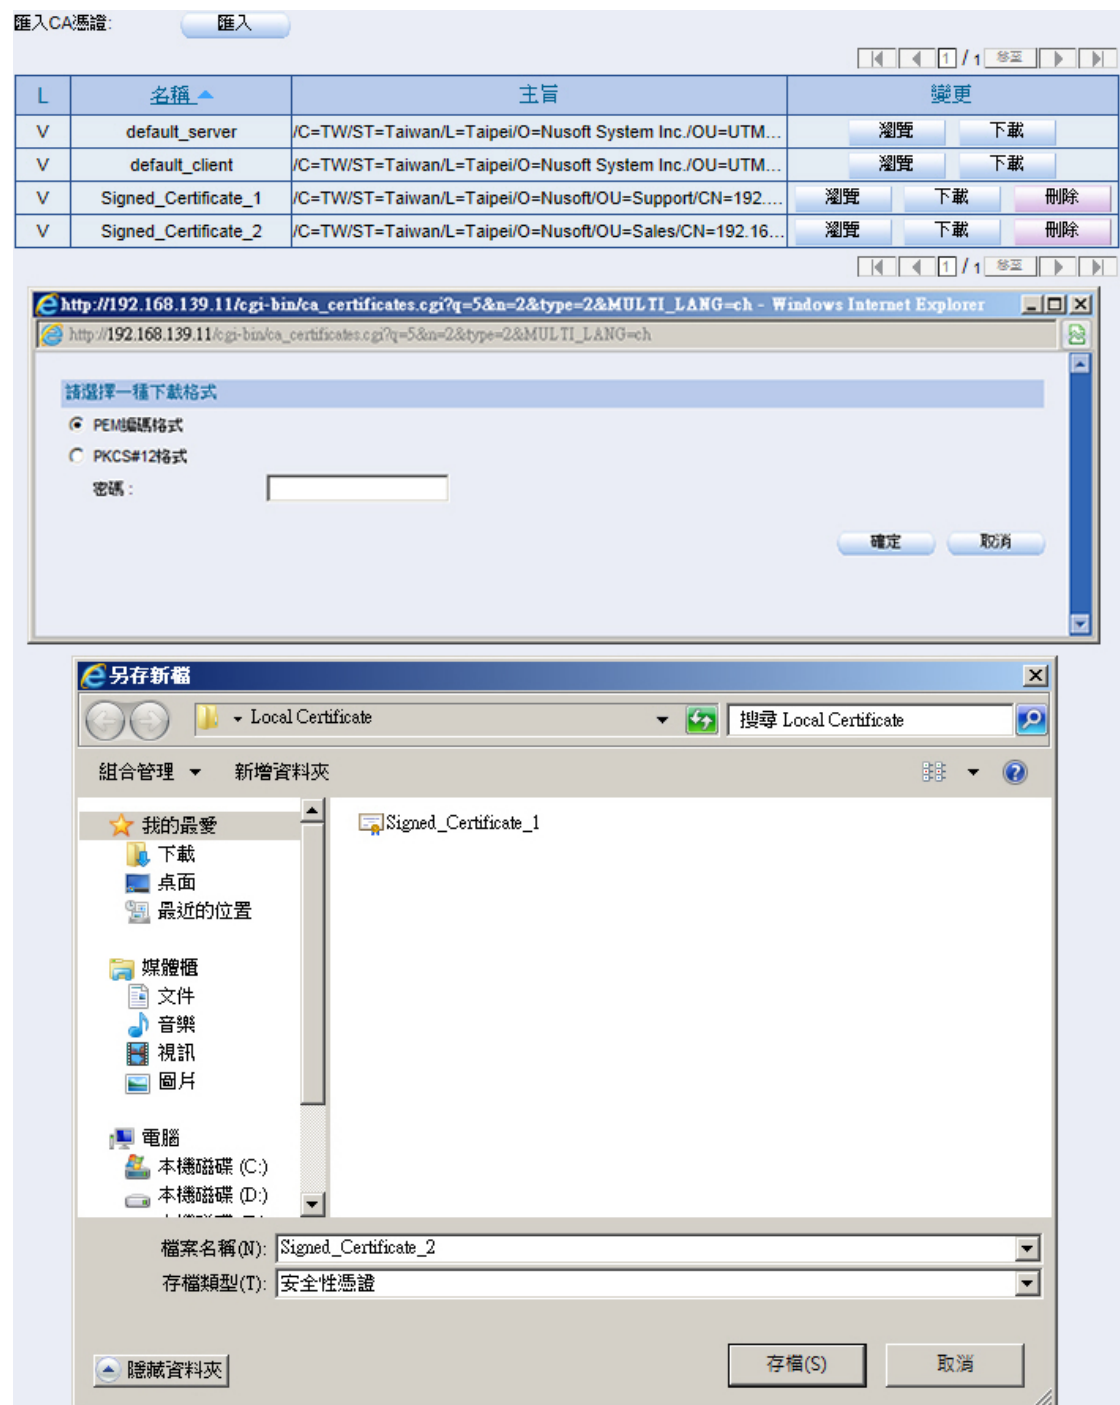 匯入CA憑證: 匯入
1 / 1 移至
L 名稱 主旨 變更
V default_server /C=TW/ST=Taiwan/L=Taipei/O=Nusoft System Inc./OU=UTM... 瀏覽 下載
V default_client /C=TW/ST=Taiwan/L=Taipei/O=Nusoft System Inc./OU=UTM... 瀏覽 下載
V Signed_Certificate_1 /C=TW/ST=Taiwan/L=Taipei/O=Nusoft/OU=Support/CN=192.... 瀏覽 下載 刪除
V Signed_Certificate_2 /C=TW/ST=Taiwan/L=Taipei/O=Nusoft/OU=Sales/CN=192.16... 瀏覽 下載 刪除
1 / 1 移至
http://192.168.139.11/cgi-bin/ca_certificates.cgi?q=5&n=2&type=2&MULTI_LANG=ch - Windows Internet Explorer
http://192.168.139.11/cgi-bin/ca_certificates.cgi?q=5&n=2&type=2&MULTI_LANG=ch
請選擇一種下載格式
PEM編碼格式
PKCS#12格式
密碼 :
確定 取消
另存新檔
Local Certificate 搜尋 Local Certificate
組合管理 新增資料夾
我的最愛 Signed_Certificate_1
下載
桌面
最近的位置
媒體櫃
文件
音樂
視訊
圖片
電腦
本機磁碟 (C:)
本機磁碟 (D:)
檔案名稱(N): Signed_Certificate_2
存檔類型(T): 安全性憑證
隱藏資料夾 存檔(S) 取消